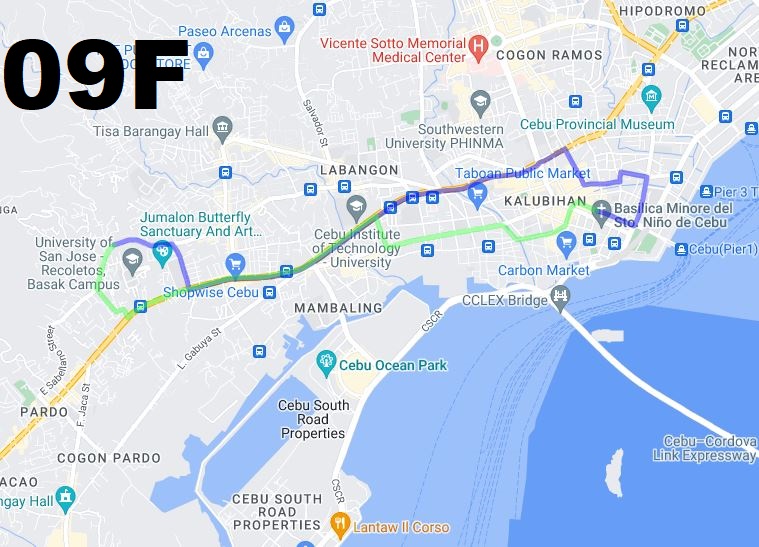 09F
HIPODROMO
Paseo Arcenas
Vicente Sotto Memorial
Medical Center
COGON RAMOS
NOR
RECLAM
ARE
Salvador St
Tisa Barangay Hall
Southwestern
University PHINMA
Cebu Provincial Museum
LABANGON
Taboan Public Market
KALUBIHAN
Pier 3
Basilica Minore del
Sto. Niño de Cebu
Jumalon Butterfly
Sanctuary And Art...
Cebu Institute
of Technology
- University
University of
San Jose -
Recoletos
Basak Campus
Cebu(Pier1)
Carbon Market
Shopwise Cebu
MAMBALING
CCLEX Bridge
CSCR
L. Gabuya St
E Sabellano Street
Cebu Ocean Park
F. Jaca St
PARDO
Cebu South
Road
Properties
Cebu–Cordova
Link Expressway
COGON PARDO
ACAO
CSCR
ngay Hall
CEBU SOUTH
ROAD
PROPERTIES
Lantaw II Corso